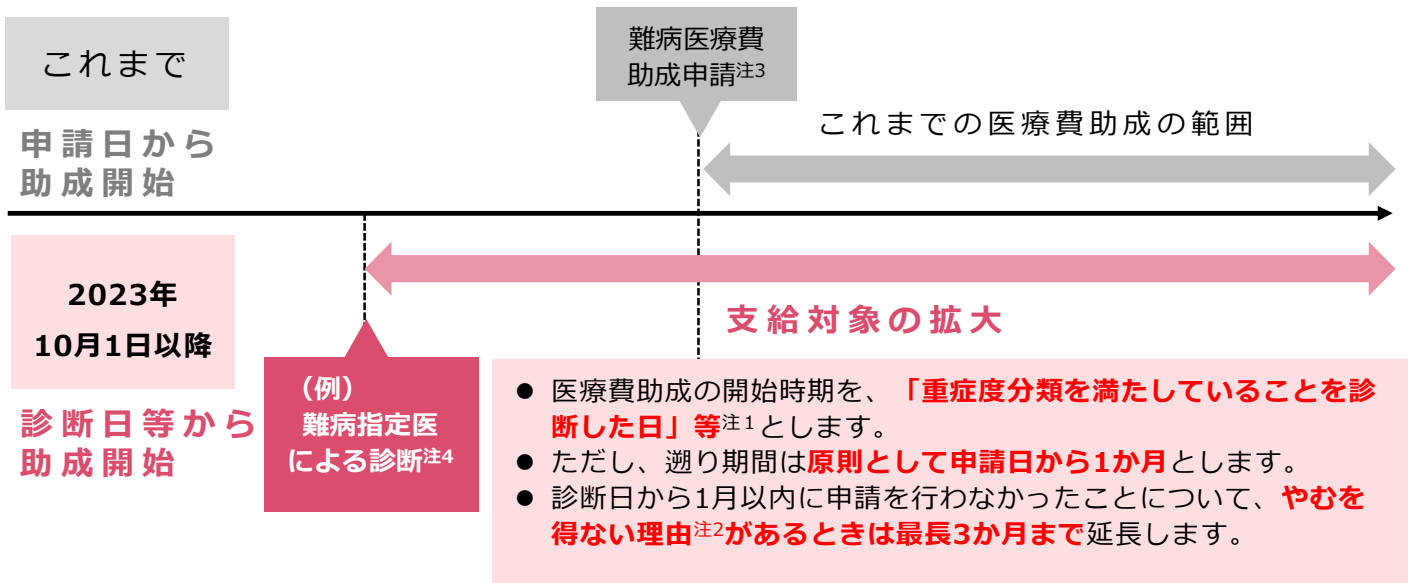 これまで
申請日から
助成開始
難病医療費
助成申請注3
これまでの医療費助成の範囲
2023年
10月1日以降
診断日等から
助成開始
支給対象の拡大
（例）
難病指定医
による診断注4
● 医療費助成の開始時期を、「重症度分類を満たしていることを診
断した日」等注１とします。
● ただし、遡り期間は原則として申請日から1か月とします。
● 診断日から1月以内に申請を行わなかったことについて、やむを
得ない理由注2があるときは最長3か月まで延長します。